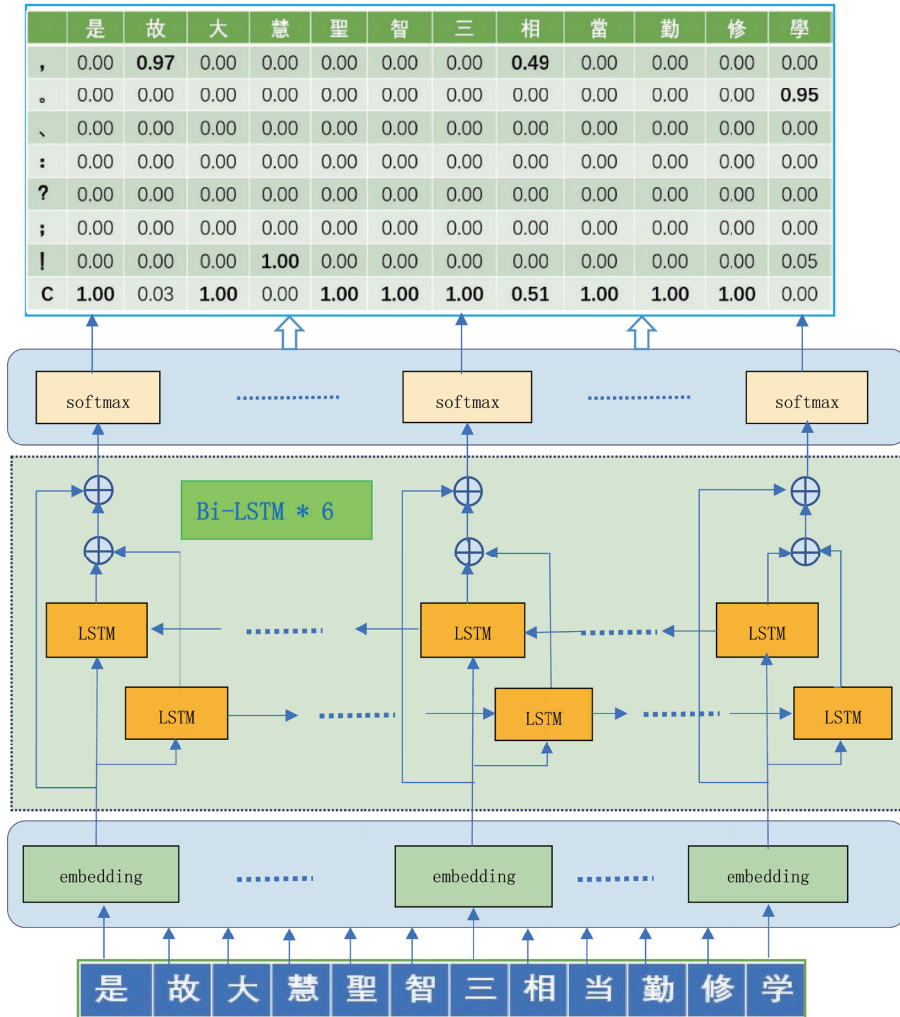 是 故 大 慧 聖 智 三 相 當 勤 修 學
, 0.00 0.97 0.00 0.00 0.00 0.00 0.00 0.49 0.00 0.00 0.00 0.00
。 0.00 0.00 0.00 0.00 0.00 0.00 0.00 0.00 0.00 0.00 0.00 0.95
、 0.00 0.00 0.00 0.00 0.00 0.00 0.00 0.00 0.00 0.00 0.00 0.00
: 0.00 0.00 0.00 0.00 0.00 0.00 0.00 0.00 0.00 0.00 0.00 0.00
? 0.00 0.00 0.00 0.00 0.00 0.00 0.00 0.00 0.00 0.00 0.00 0.00
; 0.00 0.00 0.00 0.00 0.00 0.00 0.00 0.00 0.00 0.00 0.00 0.00
! 0.00 0.00 0.00 1.00 0.00 0.00 0.00 0.00 0.00 0.00 0.00 0.05
C 1.00 0.03 1.00 0.00 1.00 1.00 1.00 0.51 1.00 1.00 1.00 0.00
softmax softmax softmax
Bi-LSTM * 6
LSTM LSTM LSTM
LSTM LSTM LSTM
embedding embedding embedding
是 故 大 慧 聖 智 三 相 当 勤 修 学